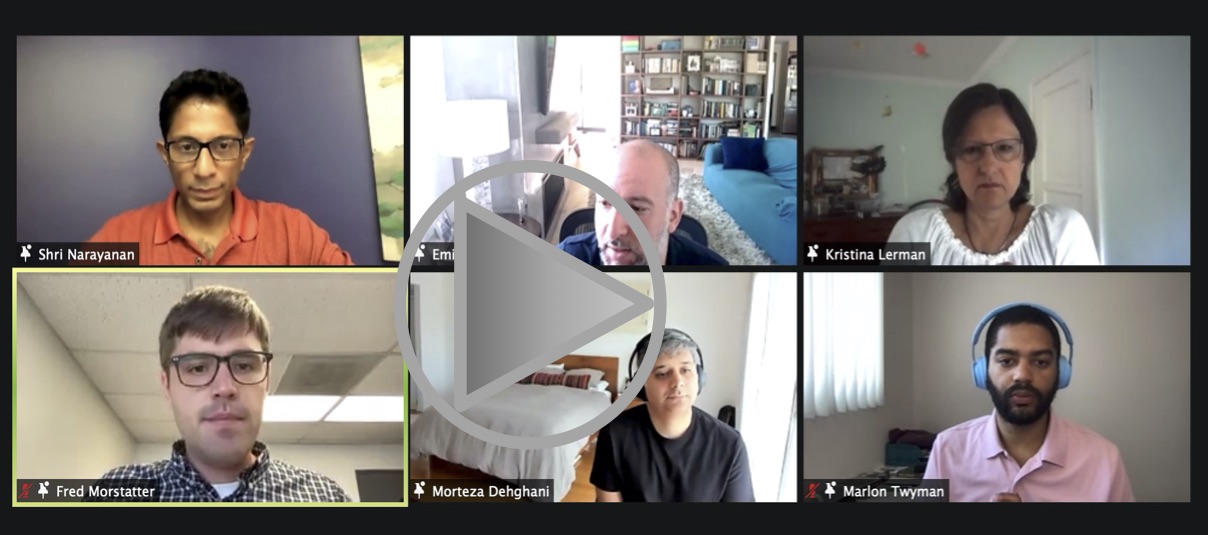 Shri Narayanan
Emi
Kristina Lerman
Fred Morstatter
Morteza Dehghani
Marlon Twyman